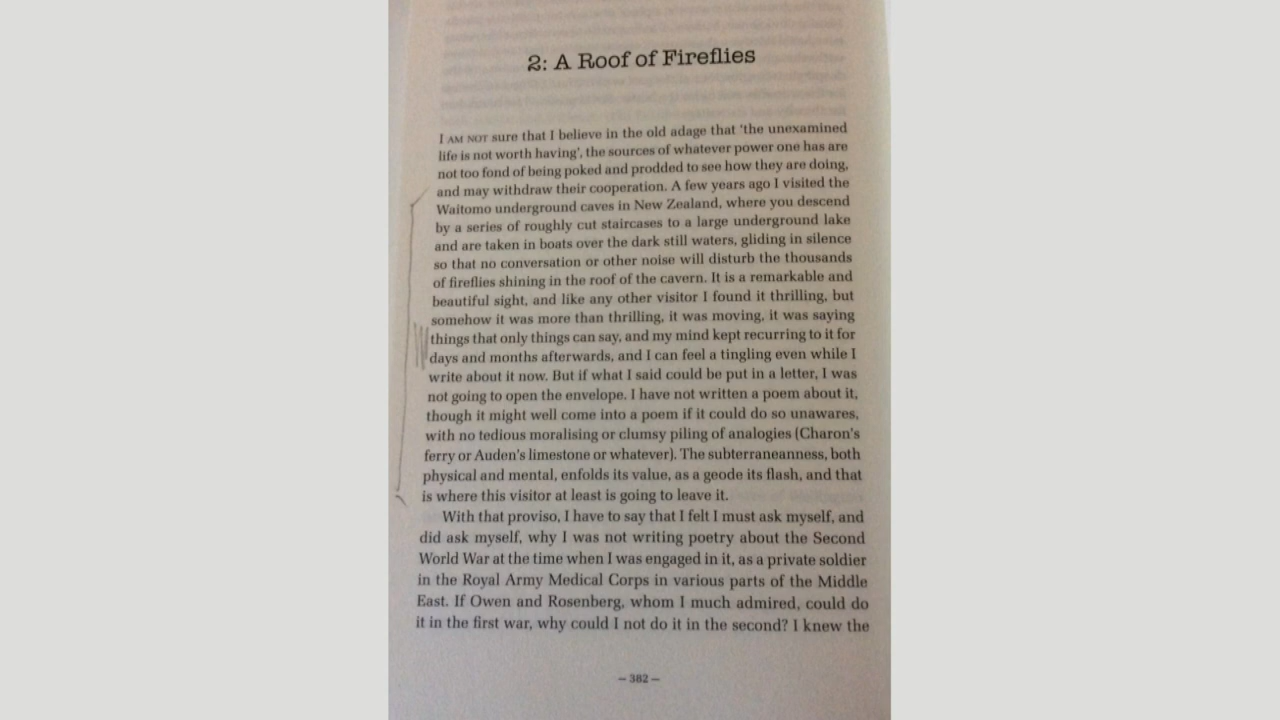 2: A Roof of Fireflies
I AM NOT sure that I believe in the old adage that ‘the unexamined
life is not worth having’, the sources of whatever power one has are
not too fond of being poked and prodded to see how they are doing,
and may withdraw their cooperation. A few years ago I visited the
Waitomo underground caves in New Zealand, where you descend
by a series of roughly cut staircases to a large underground lake
and are taken in boats over the dark still waters, gliding in silence
so that no conversation or other noise will disturb the thousands
of fireflies shining in the roof of the cavern. It is a remarkable and
beautiful sight, and like any other visitor I found it thrilling, but
somehow it was more than thrilling, it was moving, it was saying
things that only things can say, and my mind kept recurring to it for
days and months afterwards, and I can feel a tingling even while I
write about it now. But if what I said could be put in a letter, I was
not going to open the envelope. I have not written a poem about it,
though it might well come into a poem if it could do so unawares,
with no tedious moralising or clumsy piling of analogies (Charon’s
ferry or Auden’s limestone or whatever). The subterraneanness, both
physical and mental, enfolds its value, as a geode its flash, and that
is where this visitor at least is going to leave it.
With that proviso, I have to say that I felt I must ask myself, and
did ask myself, why I was not writing poetry about the Second
World War at the time when I was engaged in it, as a private soldier
in the Royal Army Medical Corps in various parts of the Middle
East. If Owen and Rosenberg, whom I much admired, could do
it in the first war, why could I not do it in the second? I knew the
– 382 –